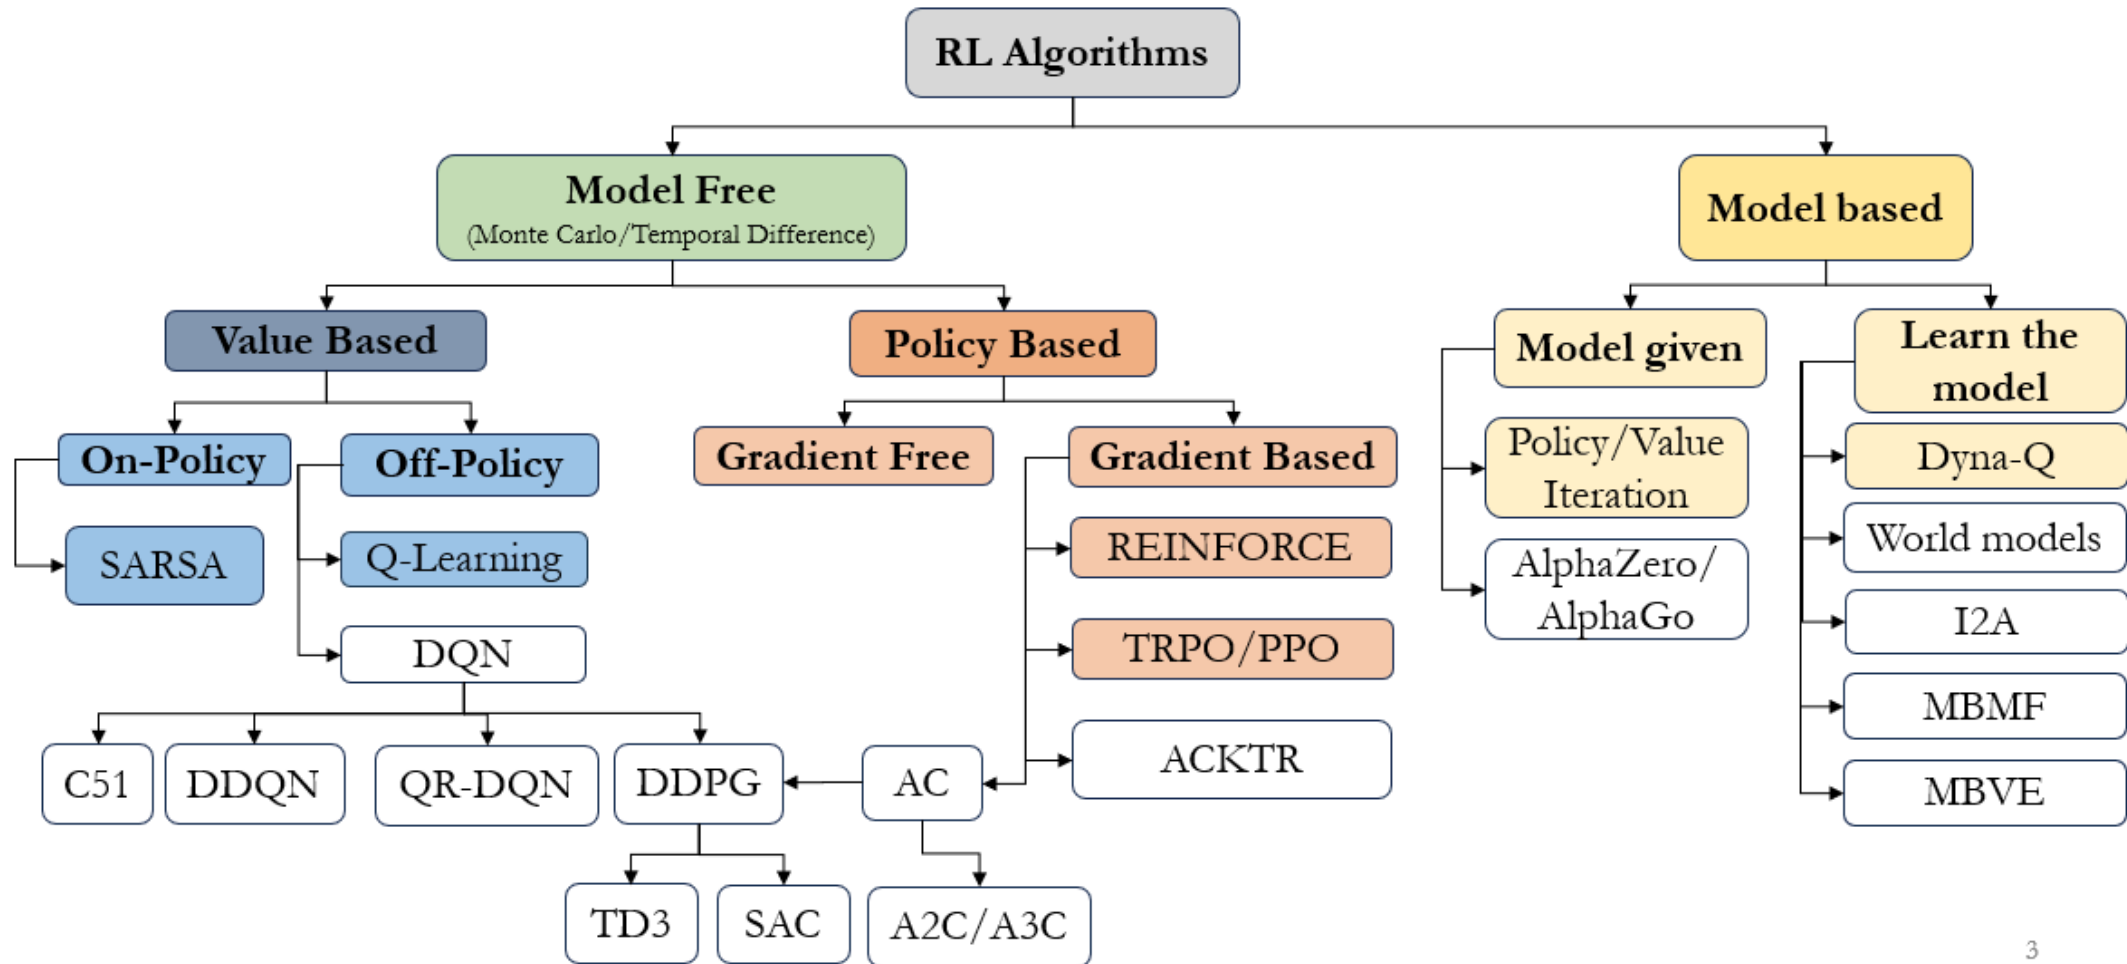 RL Algorithms
Model Free
(Monte Carlo/Temporal Difference)
Model based
Value Based
Policy Based
Model given
Learn the
model
On-Policy
Off-Policy
Gradient Free
Gradient Based
Policy/Value
Iteration
Dyna-Q
SARSA
Q-Learning
REINFORCE
AlphaZero/
AlphaGo
World models
DQN
TRPO/PPO
I2A
MBMF
C51
DDQN
QR-DQN
DDPG
AC
ACKTR
MBVE
TD3
SAC
A2C/A3C
3